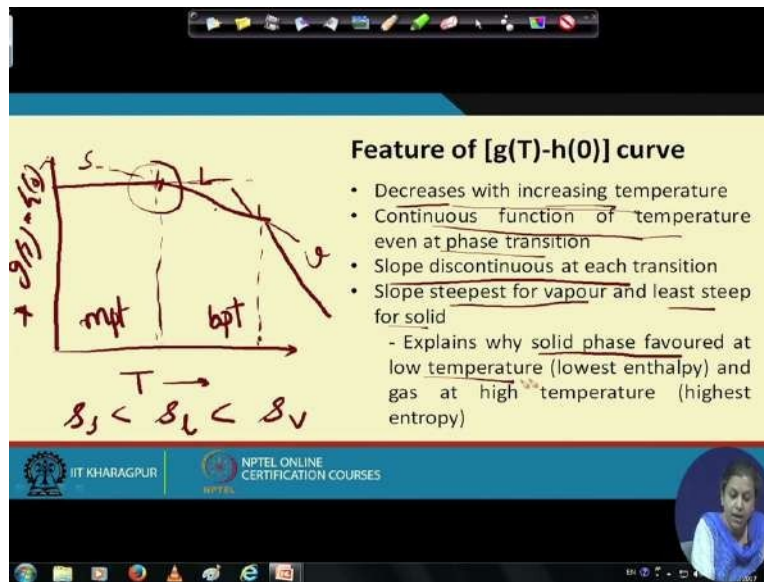 Feature of [g(T)-h(0)] curve
• Decreases with increasing temperature
• Continuous function of temperature
even at phase transition
• Slope discontinuous at each transition
• Slope steepest for vapour and least steep
for solid
- Explains why solid phase favoured at
low temperature (lowest enthalpy) and
gas at high temperature (highest
entropy)
S
L
v
mpt
bpt
T →
s_s < s_l < s_v
IIT KHARAGPUR
NPTEL
NPTEL ONLINE
CERTIFICATION COURSES
EN